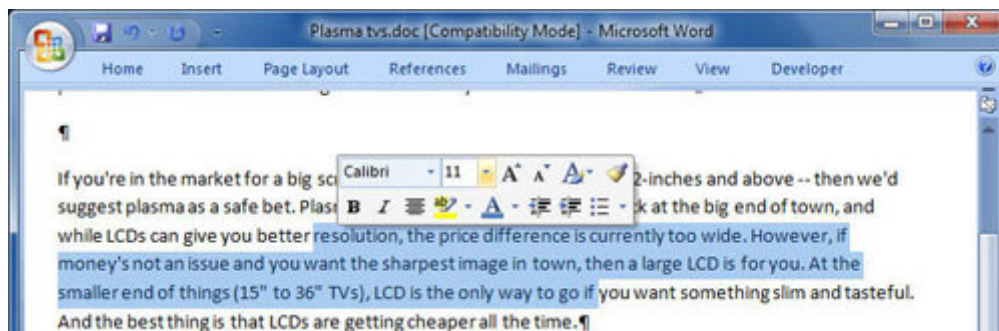 Plasma tvs.doc [Compatibility Mode] - Microsoft Word
Home Insert Page Layout References Mailings Review View Developer
¶
Calibri 11 A A A
B I ab A
If you're in the market for a big 2-inches and above -- then we'd
suggest plasma as a safe bet. at the big end of town, and
while LCDs can give you better resolution, the price difference is currently too wide. However, if
money's not an issue and you want the sharpest image in town, then a large LCD is for you. At the
smaller end of things (15" to 36" TVs), LCD is the only way to go if you want something slim and tasteful.
And the best thing is that LCDs are getting cheaper all the time.¶